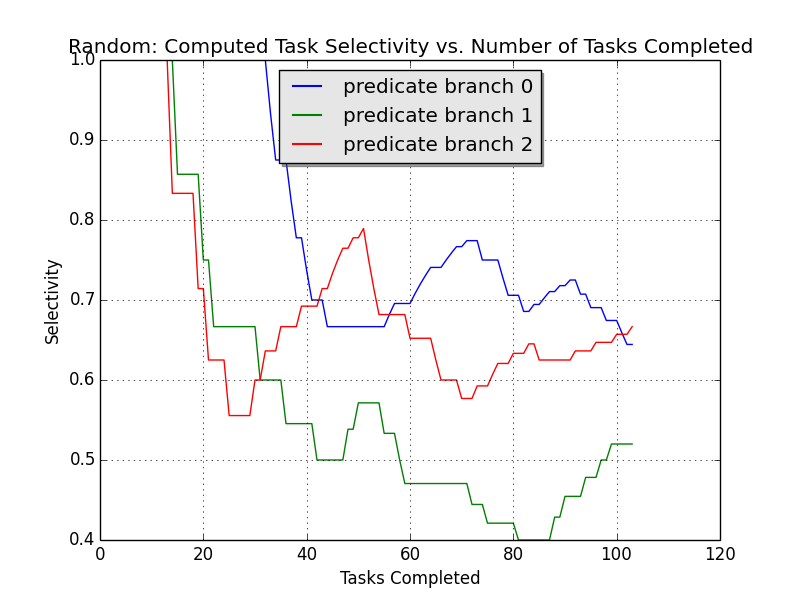 Random: Computed Task Selectivity vs. Number of Tasks Completed
predicate branch 0
predicate branch 1
predicate branch 2
Selectivity
1.0
0.9
0.8
0.7
0.6
0.5
0.4
0 20 40 60 80 100 120
Tasks Completed